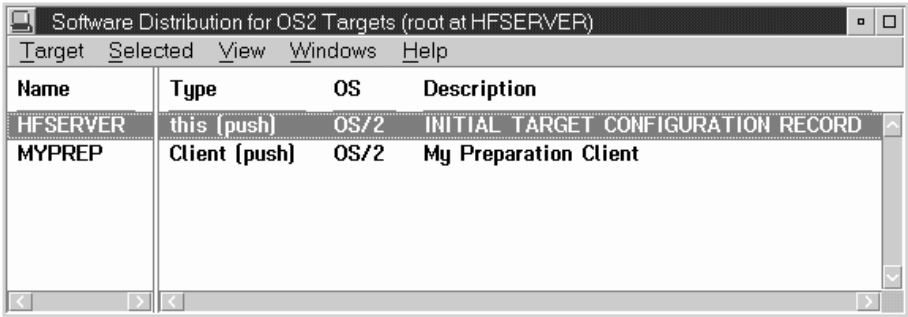 Software Distribution for OS2 Targets (root at HFSERVER)
Target Selected View Windows Help
Name Type OS Description
HFSERVER this (push) OS/2 INITIAL TARGET CONFIGURATION RECORD
MYPREP Client (push) OS/2 My Preparation Client